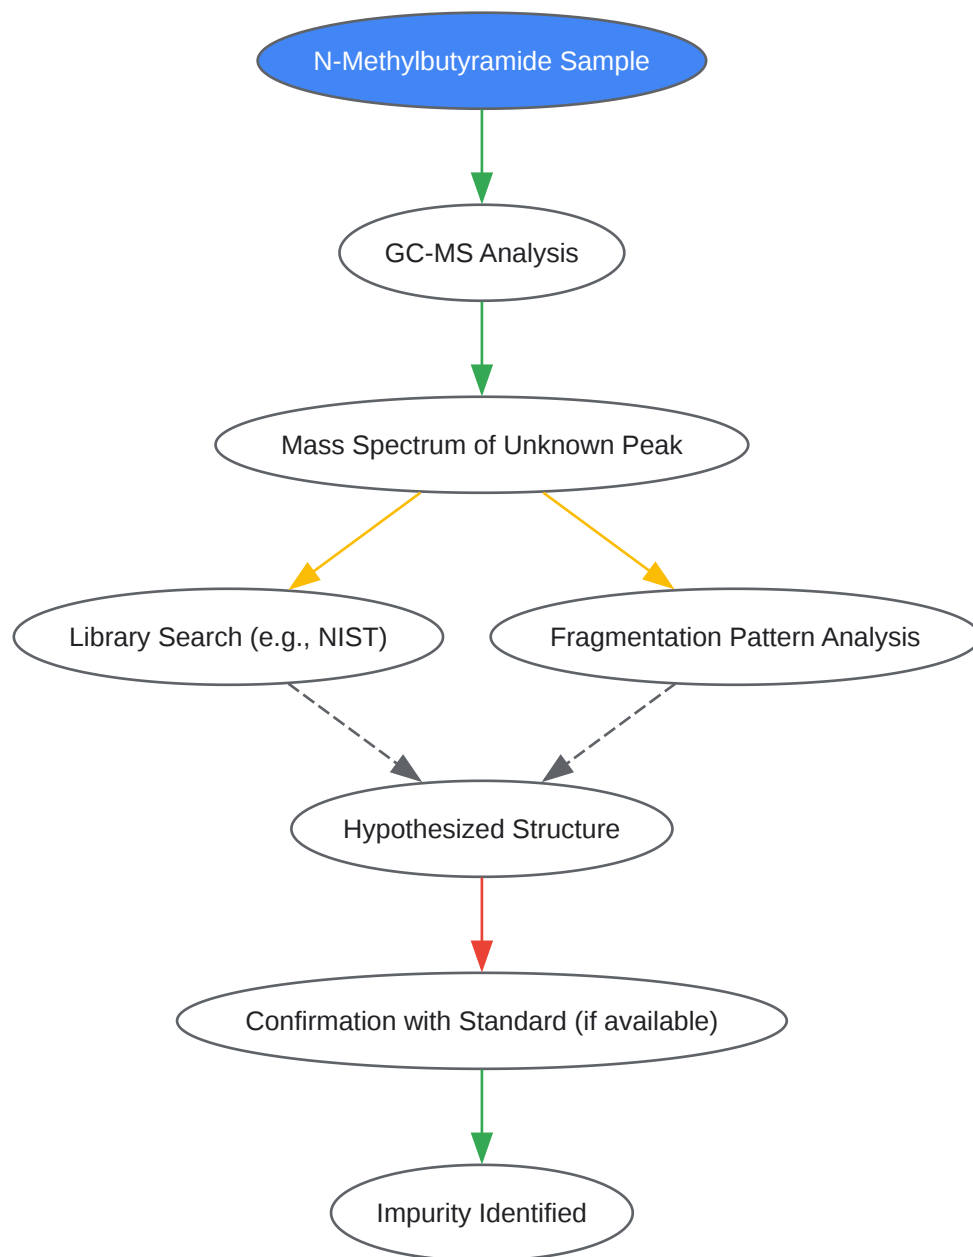 N-Methylbutyramide Sample
GC-MS Analysis
Mass Spectrum of Unknown Peak
Library Search (e.g., NIST)
Fragmentation Pattern Analysis
Hypothesized Structure
Confirmation with Standard (if available)
Impurity Identified